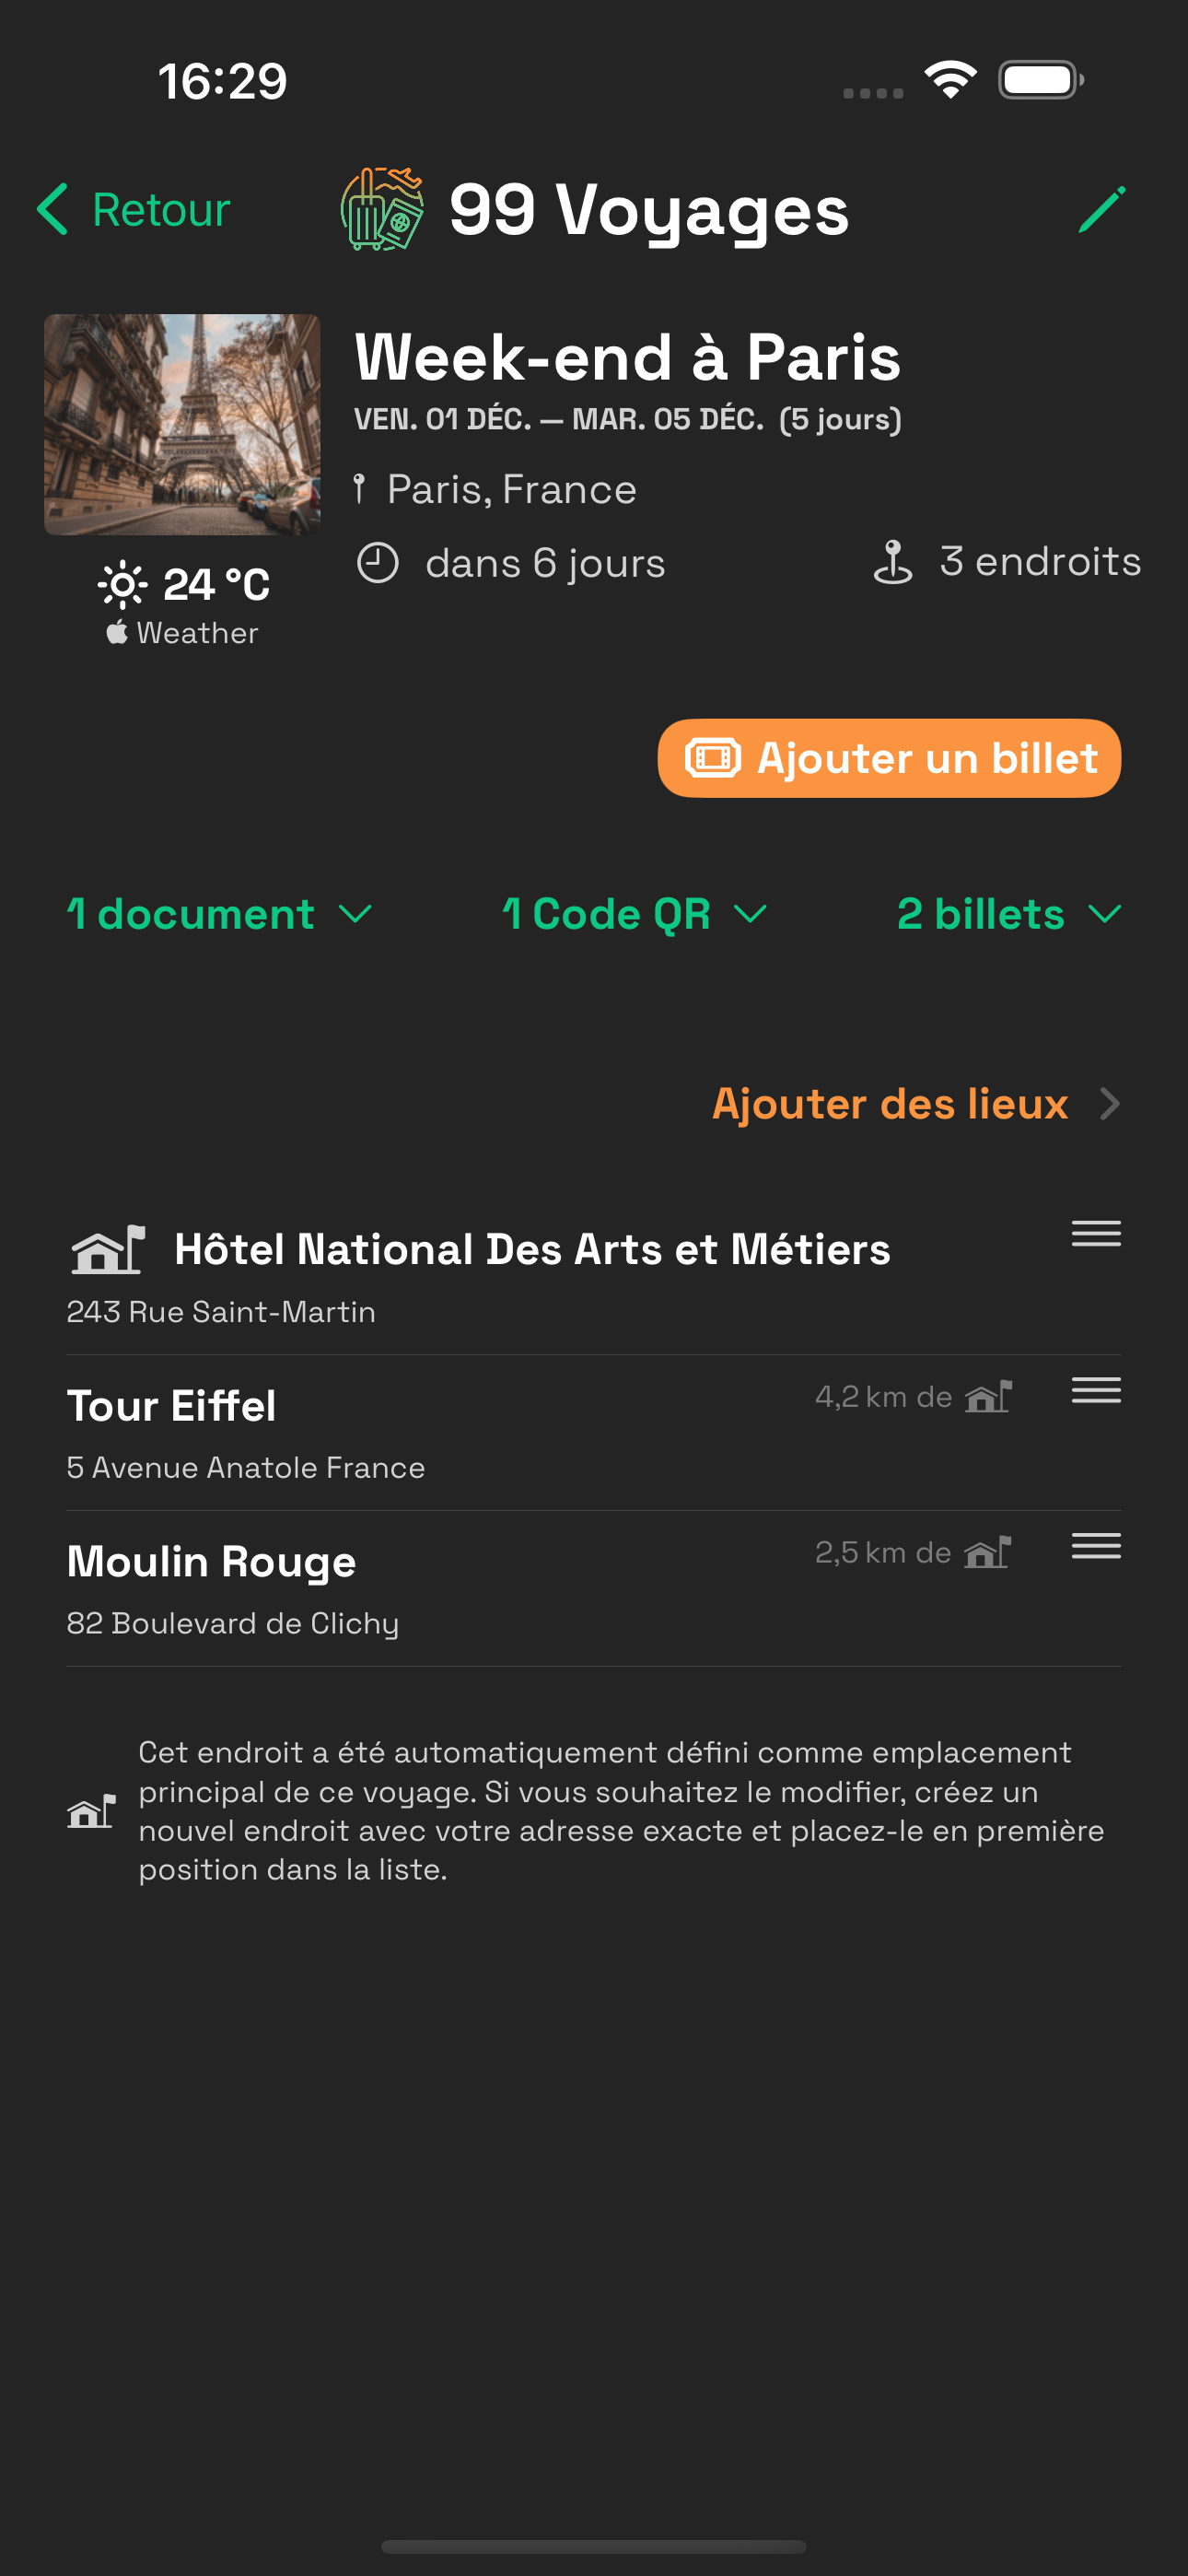 16:29
Retour
99 Voyages
Week-end à Paris
VEN. 01 DÉC. — MAR. 05 DÉC. (5 jours)
Paris, France
dans 6 jours
3 endroits
24 °C
Weather
Ajouter un billet
1 document
1 Code QR
2 billets
Ajouter des lieux
Hôtel National Des Arts et Métiers
243 Rue Saint-Martin
Tour Eiffel
4,2 km de
5 Avenue Anatole France
Moulin Rouge
2,5 km de
82 Boulevard de Clichy
Cet endroit a été automatiquement défini comme emplacement
principal de ce voyage. Si vous souhaitez le modifier, créez un
nouvel endroit avec votre adresse exacte et placez-le en première
position dans la liste.